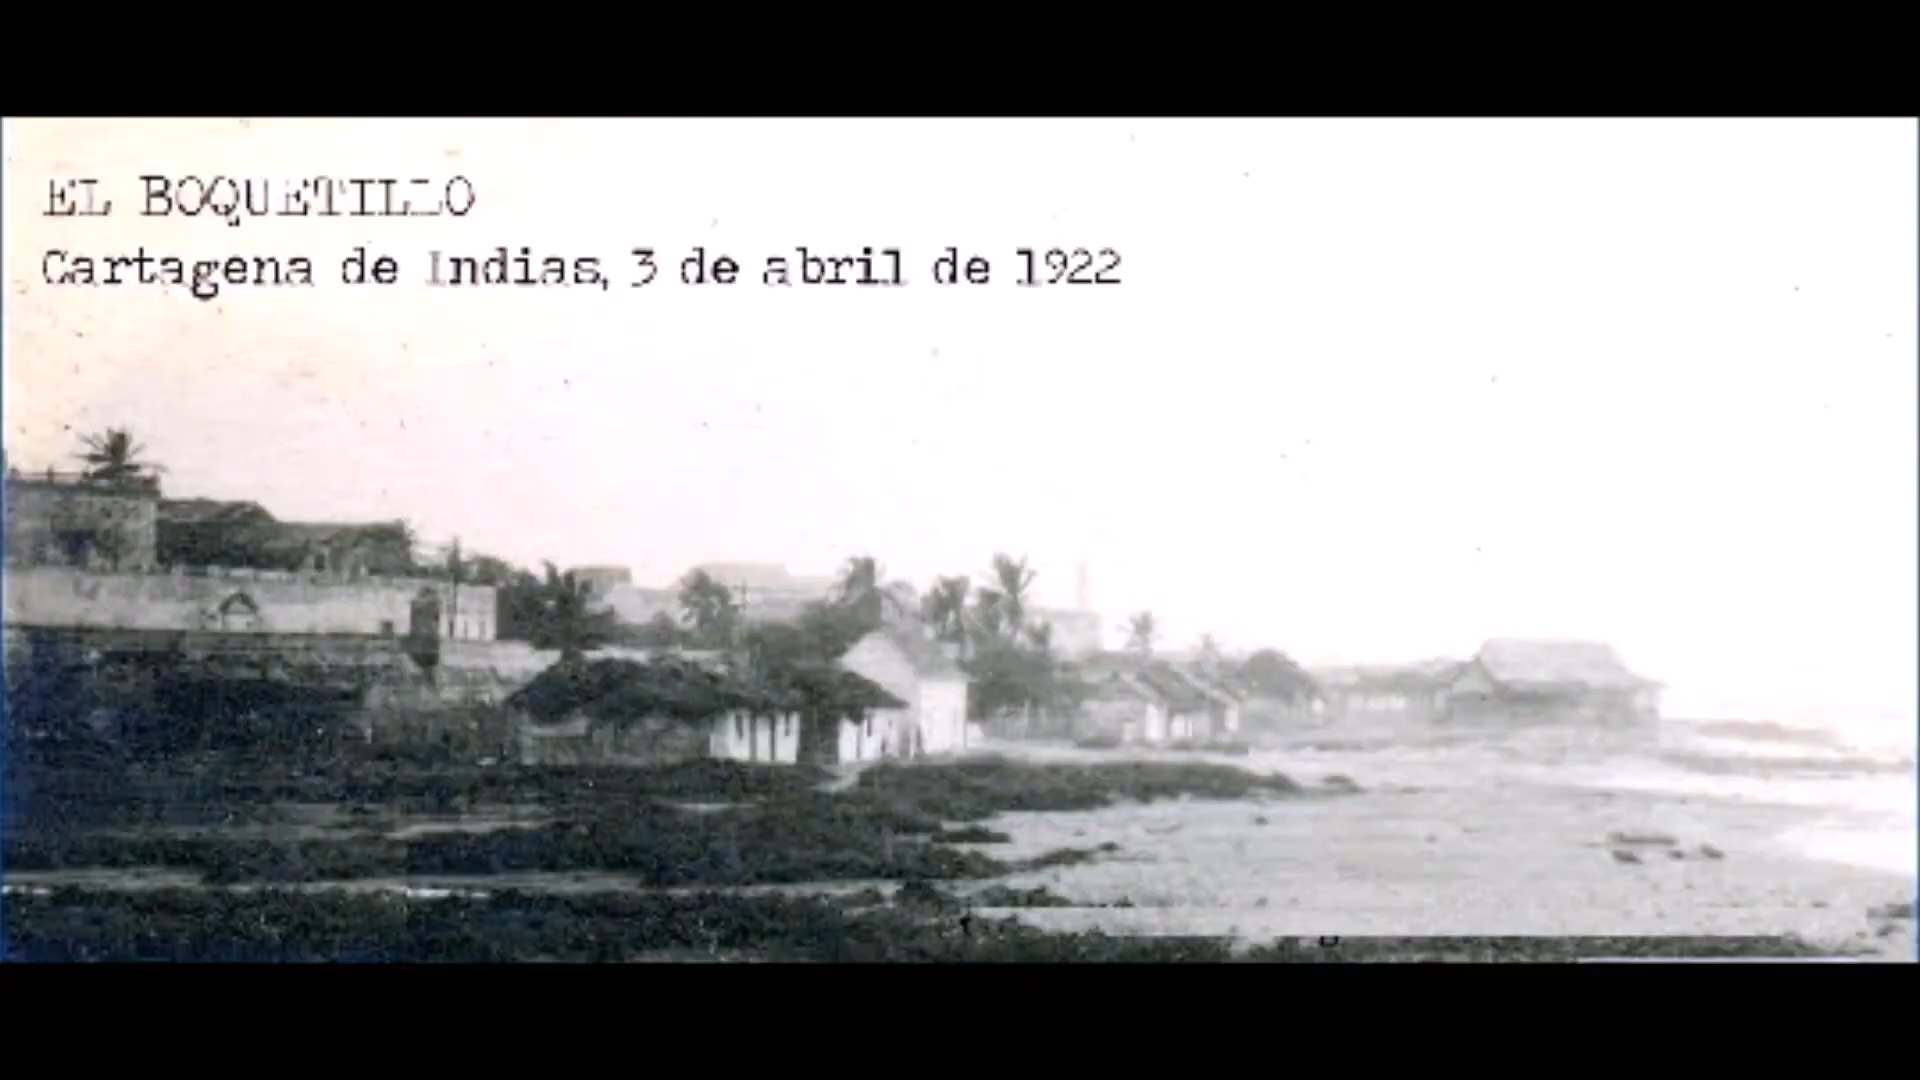 EL BOQUETILLO
Cartagena de Indias, 3 de abril de 1922